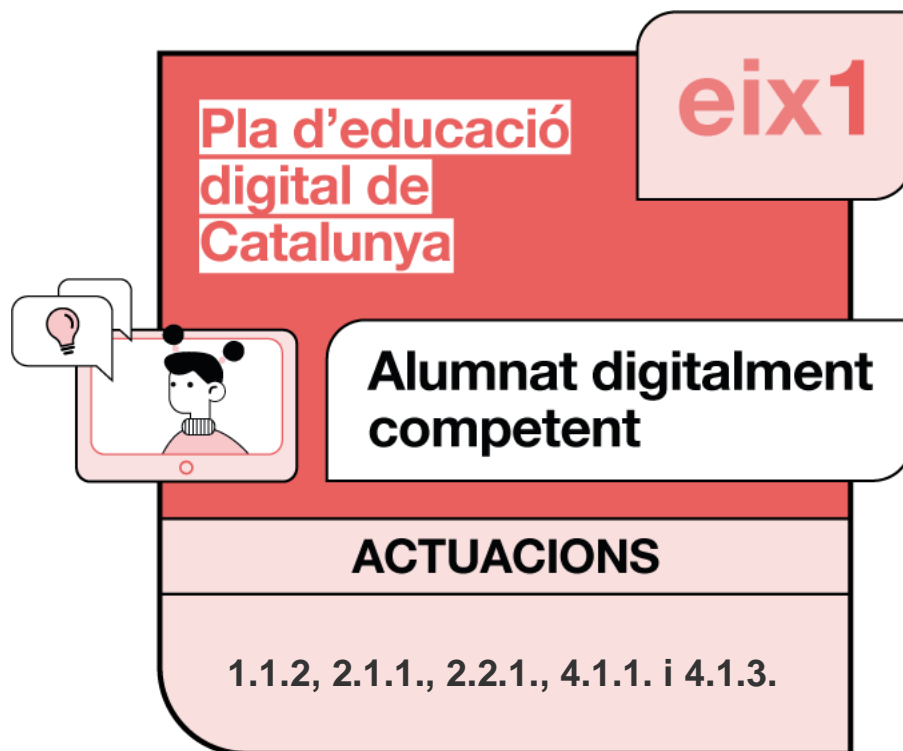 eix1
Pla d’educació
digital de
Catalunya
Alumnat digitalment
competent
ACTUACIONS
1.1.2, 2.1.1., 2.2.1., 4.1.1. i 4.1.3.